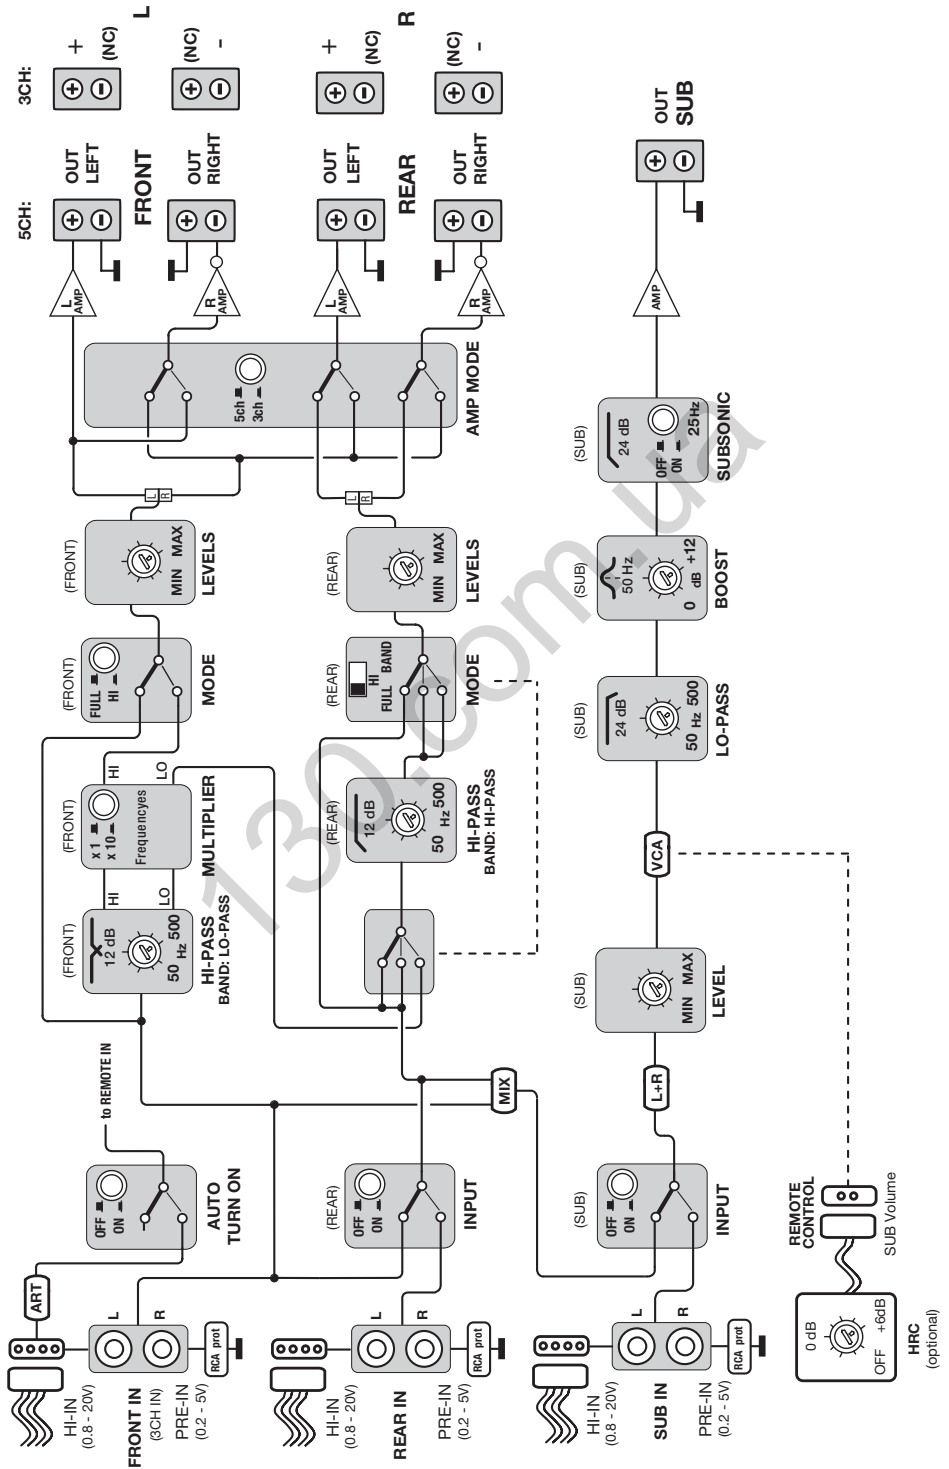 3CH:
+
(NC)
L
(NC)
-
+
(NC)
R
(NC)
-
5CH:
OUT
LEFT
FRONT
OUT
RIGHT
OUT
LEFT
REAR
OUT
RIGHT
OUT
SUB
L
AMP
R
AMP
L
AMP
R
AMP
AMP
5ch
3ch
AMP MODE
(SUB)
24 dB
OFF
ON
25Hz
SUBSONIC
L
R
L
R
(FRONT)
MIN MAX
LEVELS
(REAR)
MIN MAX
LEVELS
(SUB)
50 Hz
0 dB +12
BOOST
(FRONT)
FULL
HI
MODE
(REAR)
FULL
HI
BAND
MODE
(SUB)
24 dB
50 Hz 500
LO-PASS
HI
LO
(FRONT)
x 1
x 10
Frequencyes
MULTIPLIER
(REAR)
12 dB
50 Hz 500
HI-PASS
BAND: HI-PASS
HI
LO
VCA
(FRONT)
12 dB
50 Hz 500
HI-PASS
BAND: LO-PASS
(SUB)
MIN MAX
LEVEL
to REMOTE IN
MIX
L+R
OFF
ON
AUTO
TURN ON
(REAR)
OFF
ON
INPUT
(SUB)
OFF
ON
INPUT
REMOTE
CONTROL
SUB Volume
ART
L
R
RCA prot
HI-IN
(0.8 - 20V)
FRONT IN
(3CH IN)
PRE-IN
(0.2 - 5V)
L
R
RCA prot
HI-IN
(0.8 - 20V)
REAR IN
PRE-IN
(0.2 - 5V)
L
R
RCA prot
HI-IN
(0.8 - 20V)
SUB IN
PRE-IN
(0.2 - 5V)
0 dB
OFF +6dB
HRC
(optional)
130.com.ua